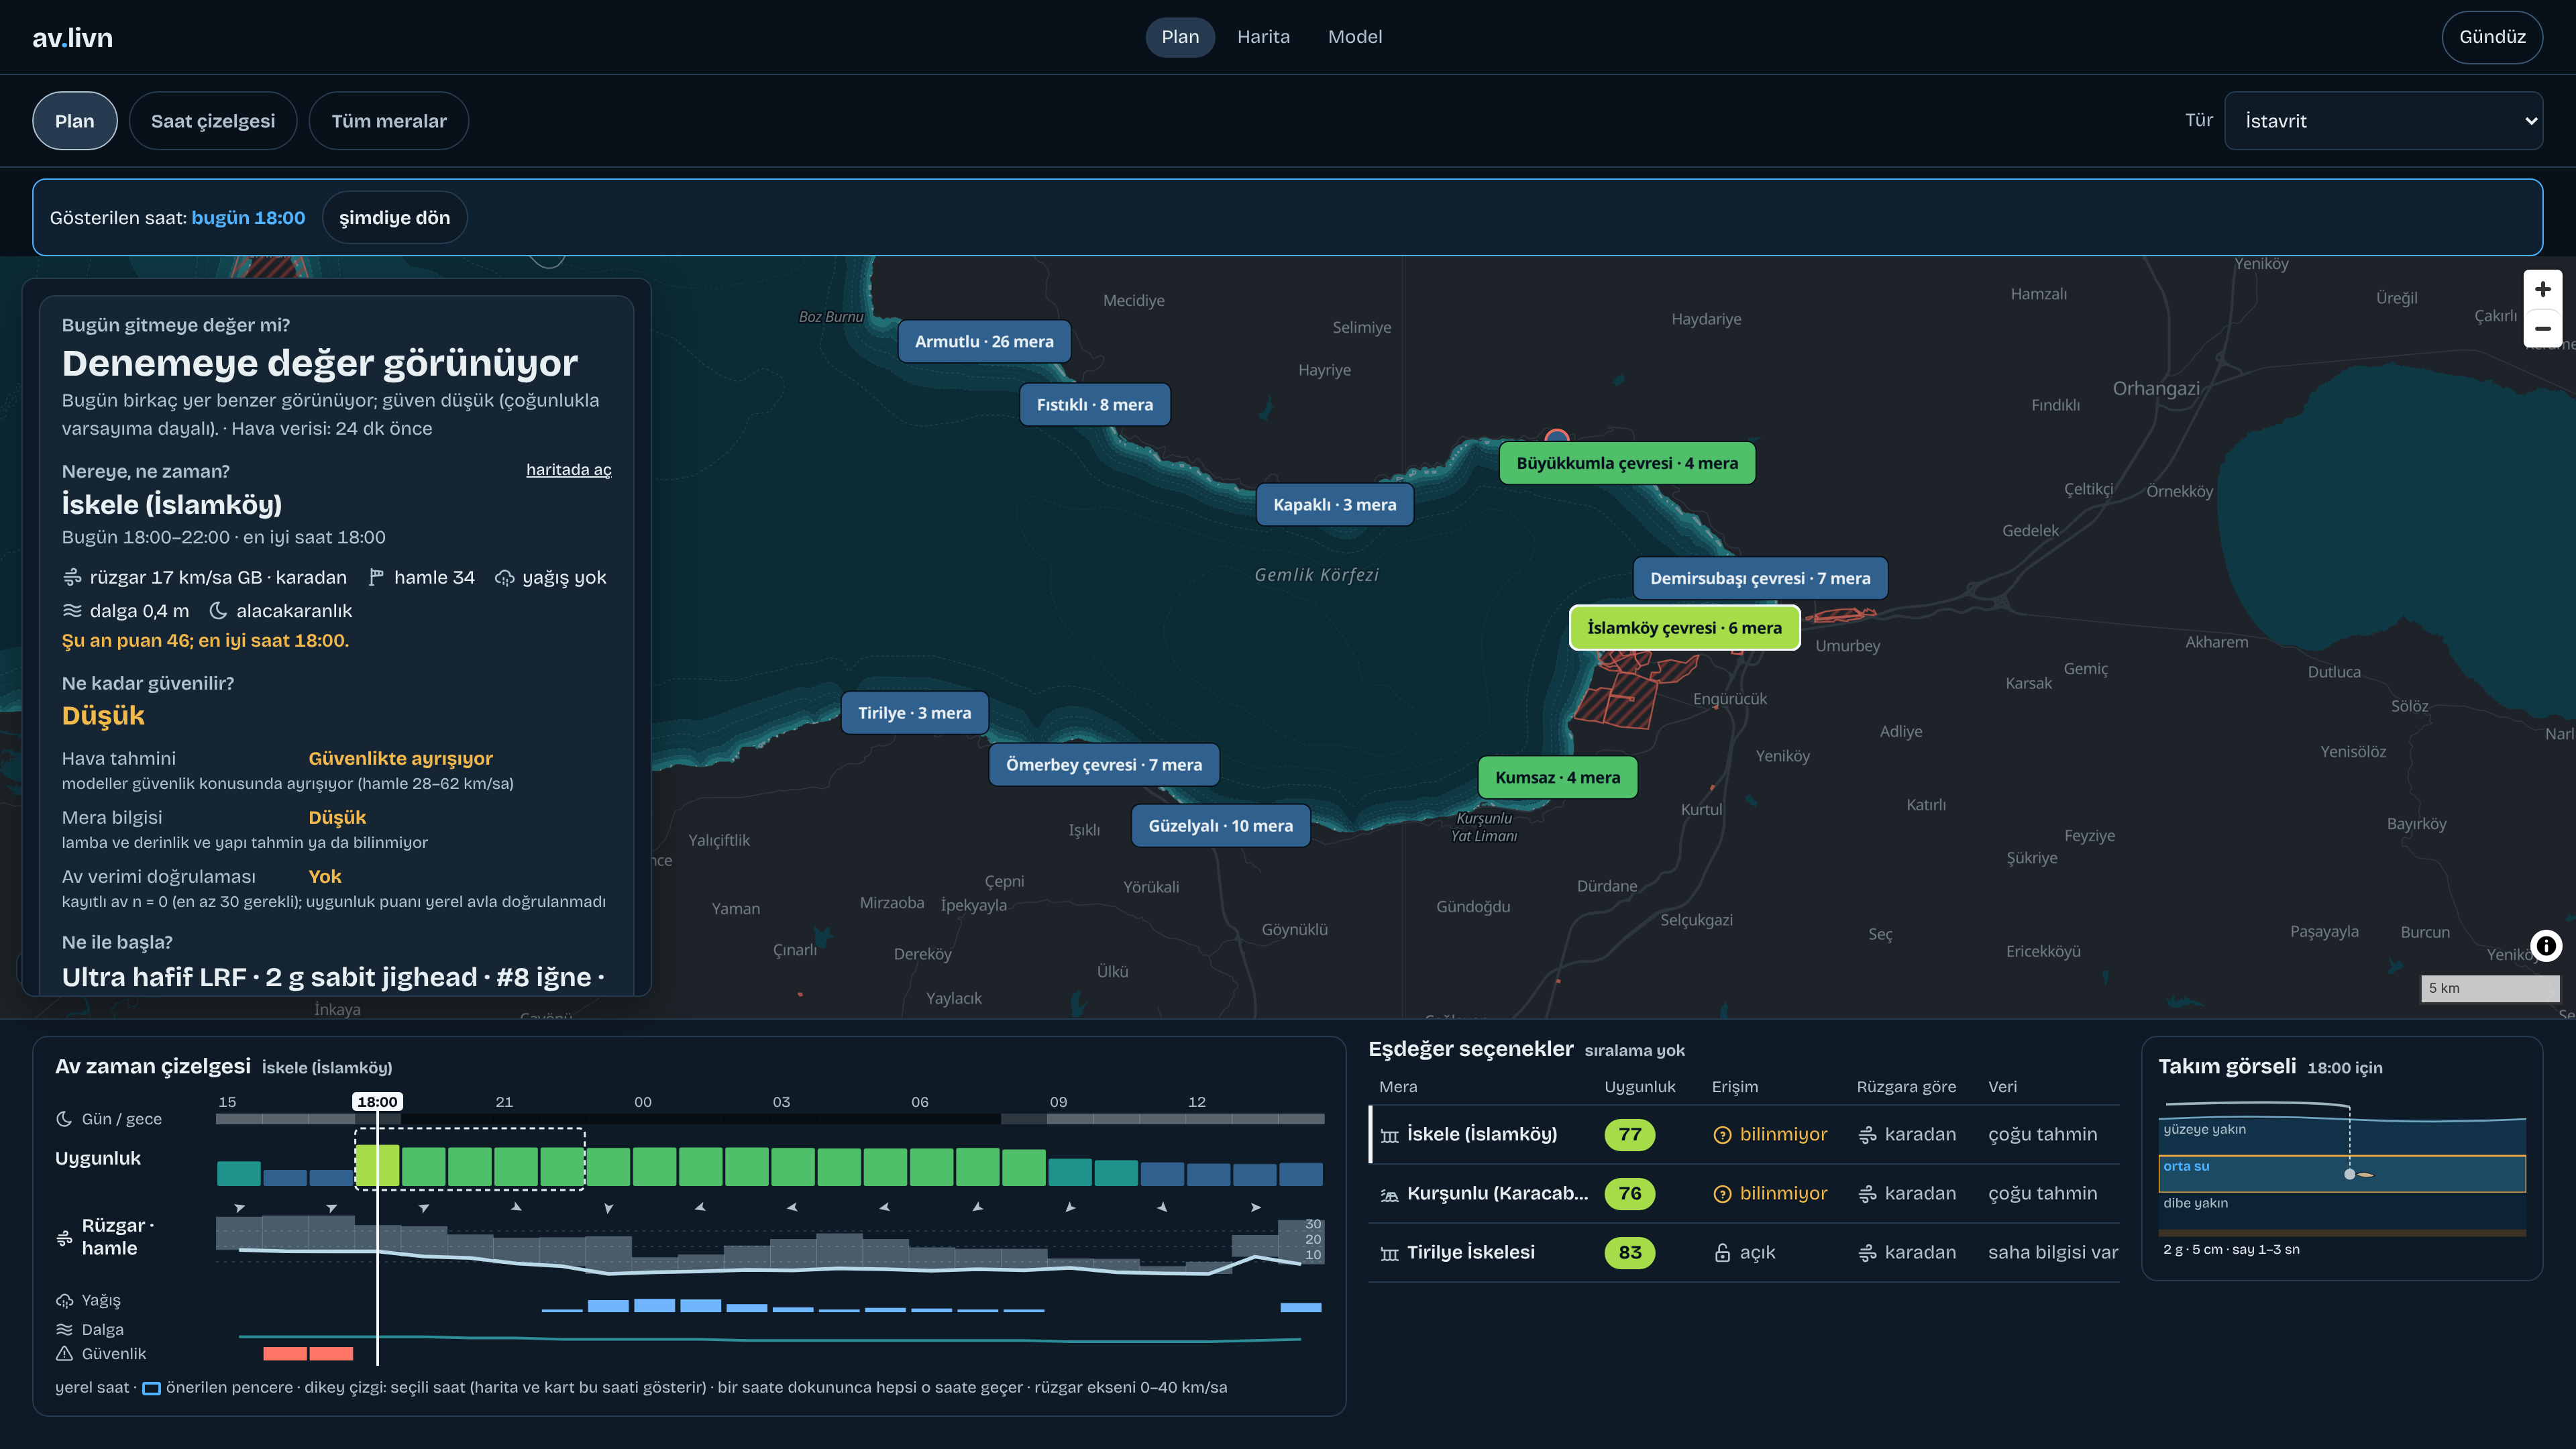 av.livn
Plan
Harita
Model
Gündüz
Plan
Saat çizelgesi
Tüm meralar
Tür
İstavrit
Gösterilen saat: bugün 18:00
şimdiye dön
Bugün gitmeye değer mi?
Denemeye değer görünüyor
Bugün birkaç yer benzer görünüyor; güven düşük (çoğunlukla
varsayıma dayalı). · Hava verisi: 24 dk önce
Nereye, ne zaman?
haritada aç
İskele (İslamköy)
Bugün 18:00–22:00 · en iyi saat 18:00
rüzgar 17 km/sa GB · karadan
hamle 34
yağış yok
dalga 0,4 m
alacakaranlık
Şu an puan 46; en iyi saat 18:00.
Ne kadar güvenilir?
Düşük
Hava tahmini
Güvenlikte ayrışıyor
modeller güvenlik konusunda ayrışıyor (hamle 28–62 km/sa)
Mera bilgisi
Düşük
lamba ve derinlik ve yapı tahmin ya da bilinmiyor
Av verimi doğrulaması
Yok
kayıtlı av n = 0 (en az 30 gerekli); uygunluk puanı yerel avla doğrulanmadı
Ne ile başla?
Ultra hafif LRF · 2 g sabit jighead · #8 iğne ·
Boz Burnu
Mecidiye
Selimiye
Hayriye
Haydariye
Hamzalı
Yeniköy
Üreğil
Çakırlı
Orhangazi
Fındıklı
Çeltikçi
Örnekköy
Gedelek
Armutlu · 26 mera
Fıstıklı · 8 mera
Kapaklı · 3 mera
Büyükkumla çevresi · 4 mera
Demirsubaşı çevresi · 7 mera
İslamköy çevresi · 6 mera
Gemlik Körfezi
Umurbey
Akharem
Gemiç
Karsak
Dutluca
Sölöz
Engürücük
Adliye
Yeniköy
Yenisölöz
Narl
Tirilye · 3 mera
Ömerbey çevresi · 7 mera
Güzelyalı · 10 mera
Kumsaz · 4 mera
Kurşunlu
Yat Limanı
Kurtul
Katırlı
Feyziye
Bayırköy
Şükriye
Işıklı
Yalıçiftlik
nce
Çepni
Yörükali
Yaman
Mirzaoba
İpekyayla
Göynüklü
Çınarlı
Dereköy
Ülkü
Yaylacık
İnkaya
Dürdane
Gündoğdu
Selçukgazi
Seç
Ericekköyü
Paşayayla
Burcun
Yeniköy
5 km
Av zaman çizelgesi
İskele (İslamköy)
15
18:00
21
00
03
06
09
12
Gün / gece
Uygunluk
Rüzgar ·
hamle
30
20
10
Yağış
Dalga
Güvenlik
yerel saat · önerilen pencere · dikey çizgi: seçili saat (harita ve kart bu saati gösterir) · bir saate dokununca hepsi o saate geçer · rüzgar ekseni 0–40 km/sa
Eşdeğer seçenekler
sıralama yok
Mera
Uygunluk
Erişim
Rüzgara göre
Veri
İskele (İslamköy)
77
bilinmiyor
karadan
çoğu tahmin
Kurşunlu (Karacab...
76
bilinmiyor
karadan
çoğu tahmin
Tirilye İskelesi
83
açık
karadan
saha bilgisi var
Takım görseli
18:00 için
yüzeye yakın
orta su
dibe yakın
2 g · 5 cm · say 1–3 sn